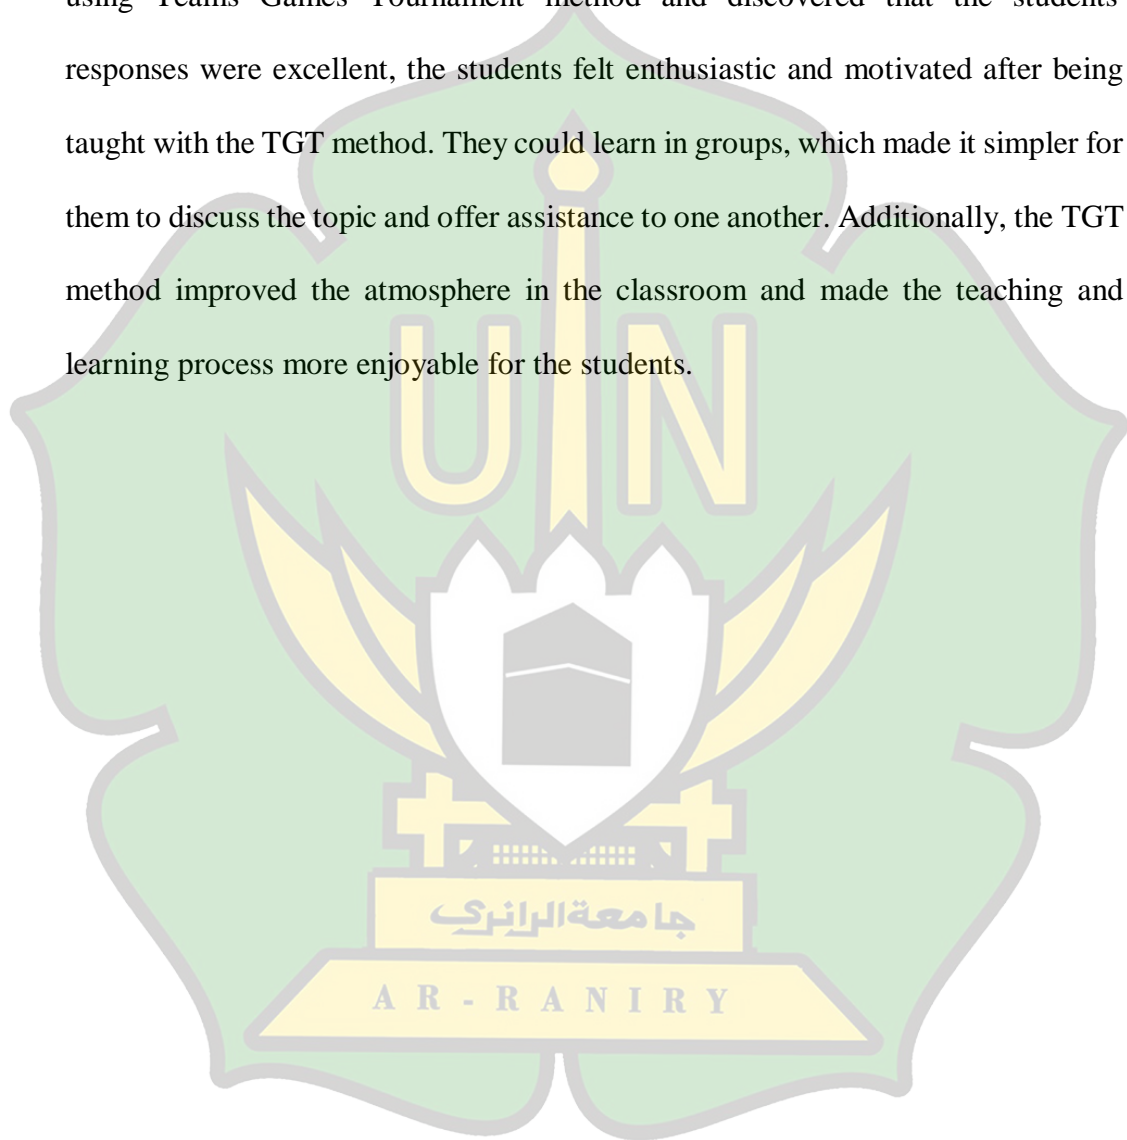 using Teams Games Tournament method and discovered that the students'
responses were excellent, the students felt enthusiastic and motivated after being
taught with the TGT method. They could learn in groups, which made it simpler for
them to discuss the topic and offer assistance to one another. Additionally, the TGT
method improved the atmosphere in the classroom and made the teaching and
learning process more enjoyable for the students.
UIN
جامعةالرانري
AR-RANIRY